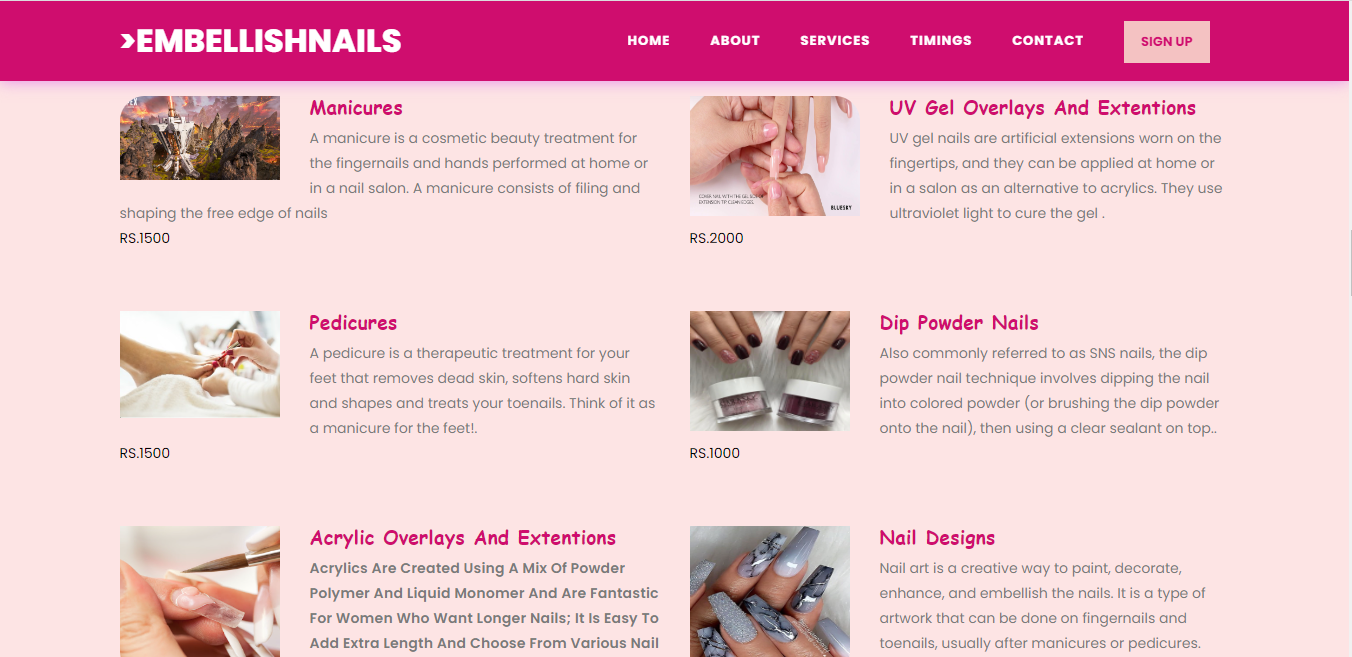 >EMBELLISHNAILS
HOME
ABOUT
SERVICES
TIMINGS
CONTACT
SIGN UP
Manicures
A manicure is a cosmetic beauty treatment for
the fingernails and hands performed at home or
in a nail salon. A manicure consists of filing and
shaping the free edge of nails
RS.1500
UV Gel Overlays And Extentions
UV gel nails are artificial extensions worn on the
fingertips, and they can be applied at home or
in a salon as an alternative to acrylics. They use
ultraviolet light to cure the gel .
BLUESKY
RS.2000
Pedicures
A pedicure is a therapeutic treatment for your
feet that removes dead skin, softens hard skin
and shapes and treats your toenails. Think of it as
a manicure for the feet!.
RS.1500
Dip Powder Nails
Also commonly referred to as SNS nails, the dip
powder nail technique involves dipping the nail
into colored powder (or brushing the dip powder
onto the nail), then using a clear sealant on top..
RS.1000
Acrylic Overlays And Extentions
Acrylics Are Created Using A Mix Of Powder
Polymer And Liquid Monomer And Are Fantastic
For Women Who Want Longer Nails; It Is Easy To
Add Extra Length And Choose From Various Nail
Nail Designs
Nail art is a creative way to paint, decorate,
enhance, and embellish the nails. It is a type of
artwork that can be done on fingernails and
toenails, usually after manicures or pedicures.